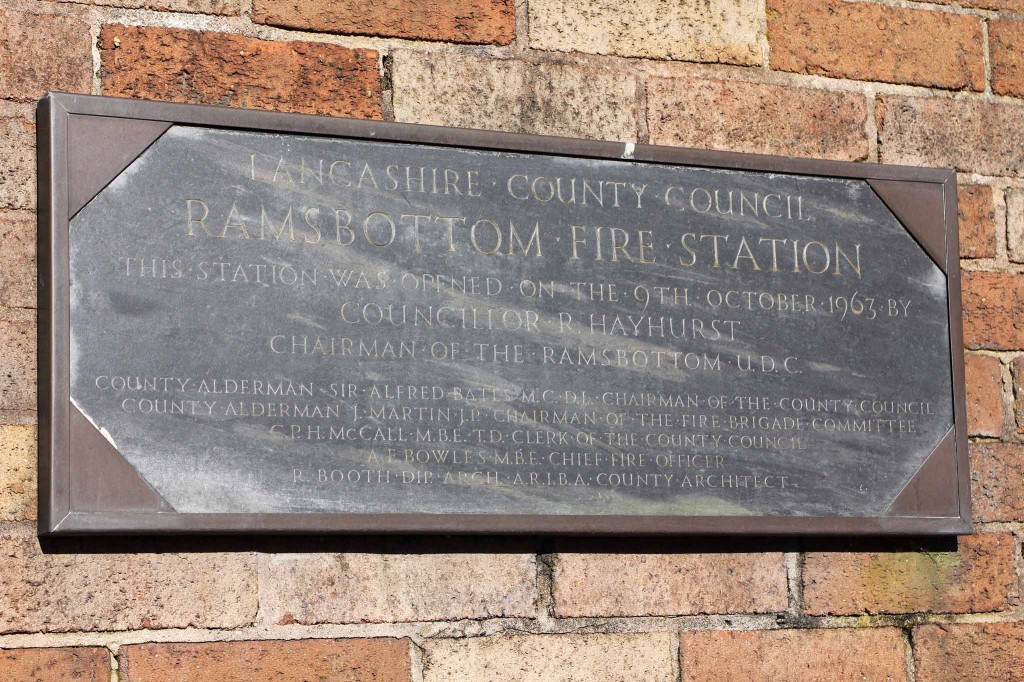 LANCASHIRE · COUNTY COUNCIL
RAMSBOTTOM · FIRE · STATION
THIS · STATION · WAS · OPENED · ON · THE · 9TH · OCTOBER · 1963 · BY
COUNCILLOR · R. HAYHURST
CHAIRMAN · OF · THE · RAMSBOTTOM · U.D.C.
COUNTY · ALDERMAN · SIR · ALFRED · BATES · M.C. D.L. · CHAIRMAN · OF · THE · COUNTY · COUNCIL
COUNTY · ALDERMAN · J. MARTIN · J.P. · CHAIRMAN · OF · THE · FIRE · BRIGADE · COMMITTEE
C.P.H. McCALL · M.B.E. T.D. · CLERK · OF · THE · COUNTY · COUNCIL
A. F. BOWLES · M.B.E. · CHIEF · FIRE · OFFICER
R. BOOTH · DIP. ARCH. · A.R.I.B.A. · COUNTY · ARCHITECT